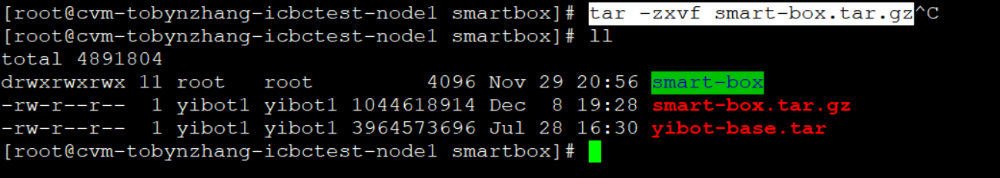 [root@cvm-tobynzhang-icbctest-node1 smartbox]# tar -zxvf smart-box.tar.gz^C
[root@cvm-tobynzhang-icbctest-node1 smartbox]# ll
total 4891804
drwxrwxrwx 11 root   root         4096 Nov 29 20:56 smart-box
-rw-r--r--  1 yibot1 yibot1 1044618914 Dec  8 19:28 smart-box.tar.gz
-rw-r--r--  1 yibot1 yibot1 3964573696 Jul 28 16:30 yibot-base.tar
[root@cvm-tobynzhang-icbctest-node1 smartbox]#